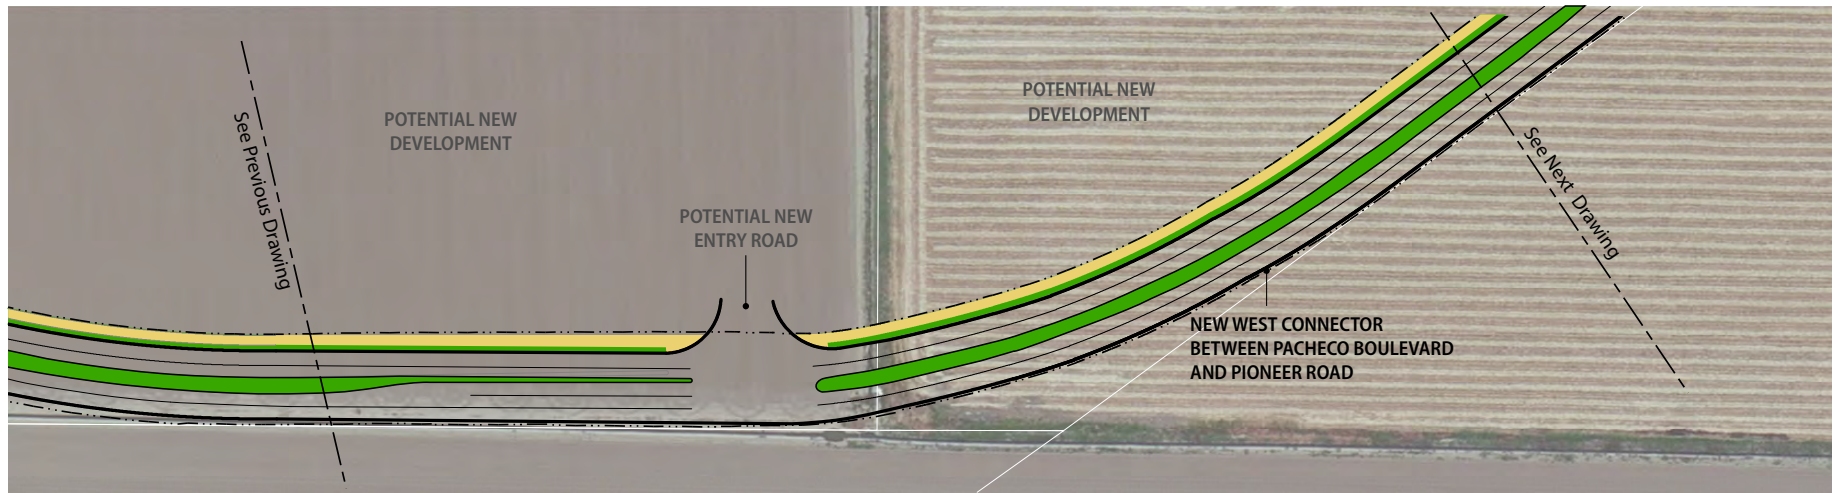 See Previous Drawing
POTENTIAL NEW
DEVELOPMENT
POTENTIAL NEW
ENTRY ROAD
POTENTIAL NEW
DEVELOPMENT
See Next Drawing
NEW WEST CONNECTOR
BETWEEN PACHECO BOULEVARD
AND PIONEER ROAD